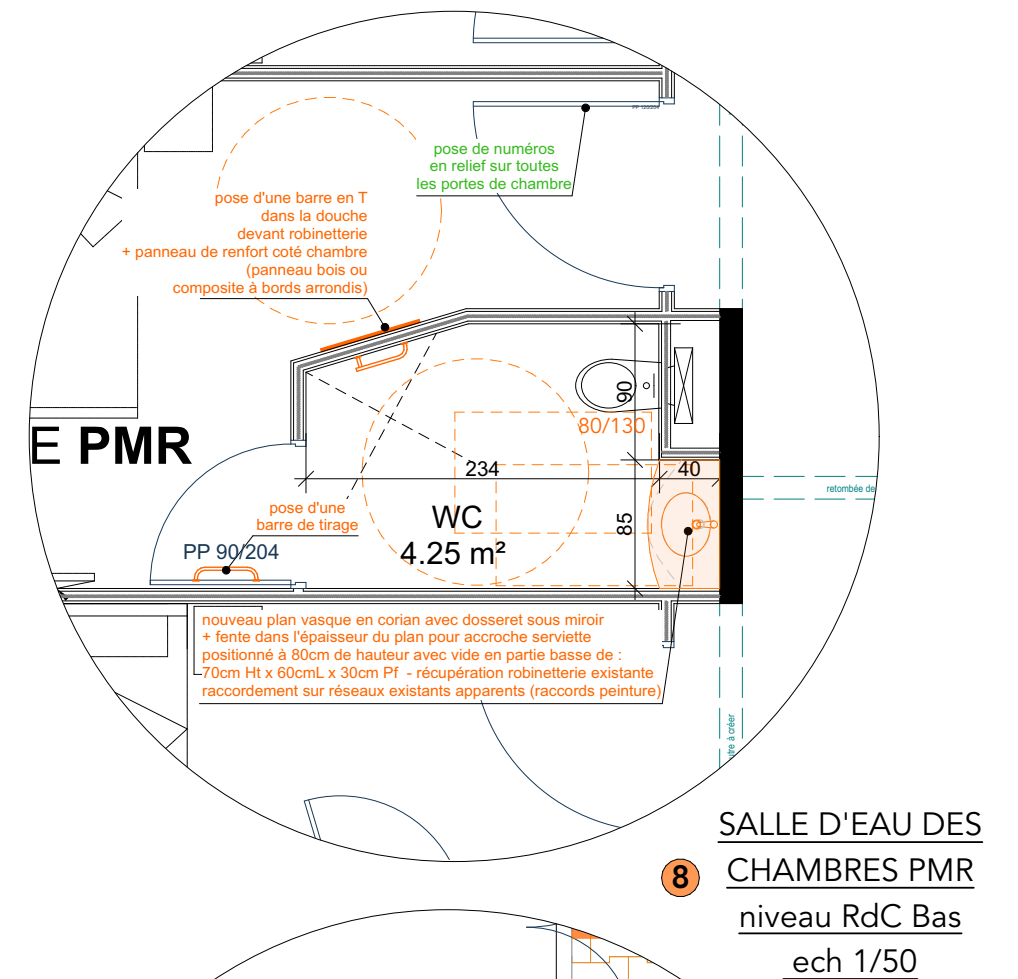 PP 120/204
pose de numéros
en relief sur toutes
les portes de chambre
pose d'une barre en T
dans la douche
devant robinetterie
+ panneau de renfort coté chambre
(panneau bois ou
composite à bords arrondis)
E PMR
90
80/130
234
40
retombée de
pose d'une
barre de tirage
WC
4.25 m²
85
PP 90/204
nouveau plan vasque en corian avec dosseret sous miroir
+ fente dans l'épaisseur du plan pour accroche serviette
positionné à 80cm de hauteur avec vide en partie basse de :
70cm Ht x 60cmL x 30cm Pf - récupération robinetterie existante
raccordement sur réseaux existants apparents (raccords peinture)
utre à créer
SALLE D'EAU DES
8 CHAMBRES PMR
niveau RdC Bas
ech 1/50